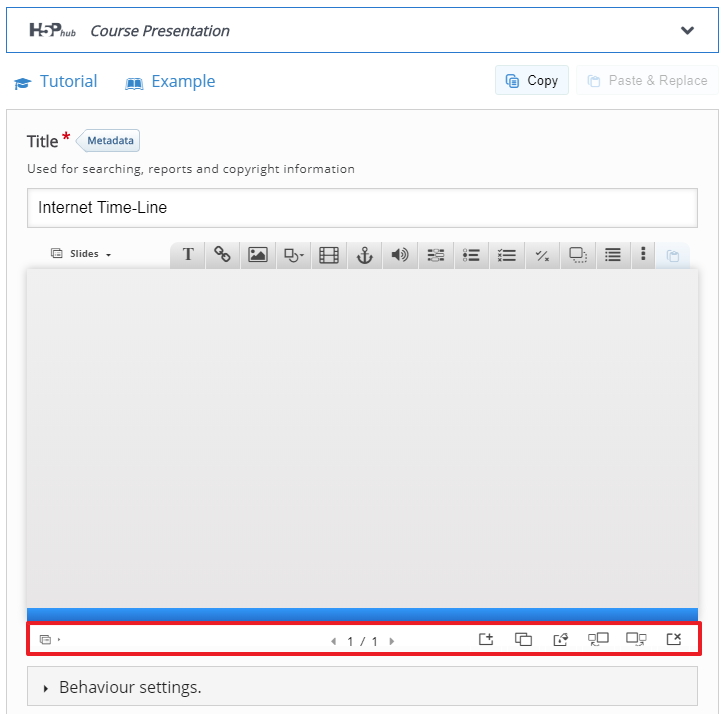 H5P hub Course Presentation
Tutorial Example Copy Paste & Replace
Title * Metadata
Used for searching, reports and copyright information
Internet Time-Line
Slides T
1 / 1
Behaviour settings.